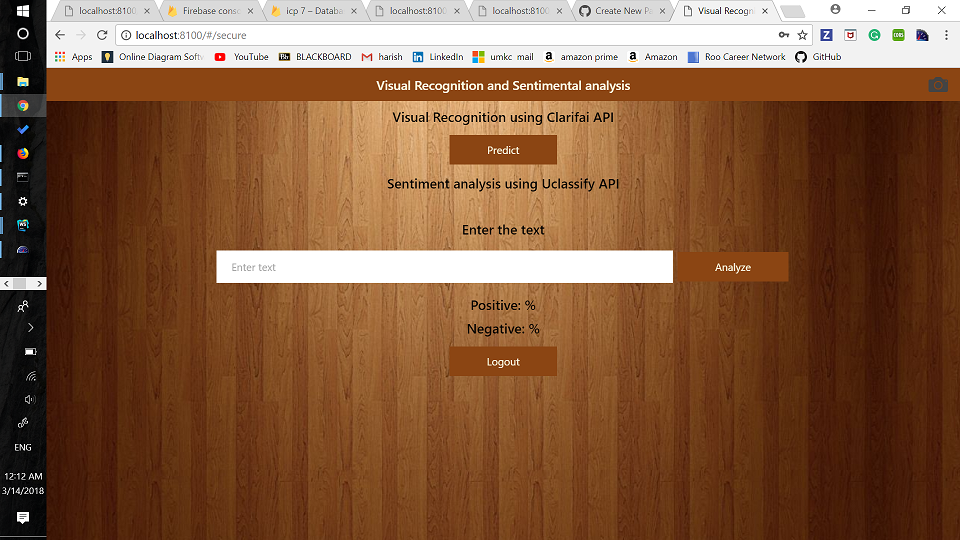 localhost:8100
Firebase conso
icp 7 – Databa
localhost:8100
localhost:8100
Create New Pa
Visual Recogn
localhost:8100/#/secure
Apps
Online Diagram Softw
YouTube
Bb
BLACKBOARD
harish
LinkedIn
umkc mail
amazon prime
Amazon
Roo Career Network
GitHub
Visual Recognition and Sentimental analysis
Visual Recognition using Clarifai API
Predict
Sentiment analysis using Uclassify API
Enter the text
Enter text
Analyze
Positive: %
Negative: %
Logout
ENG
12:12 AM
3/14/2018